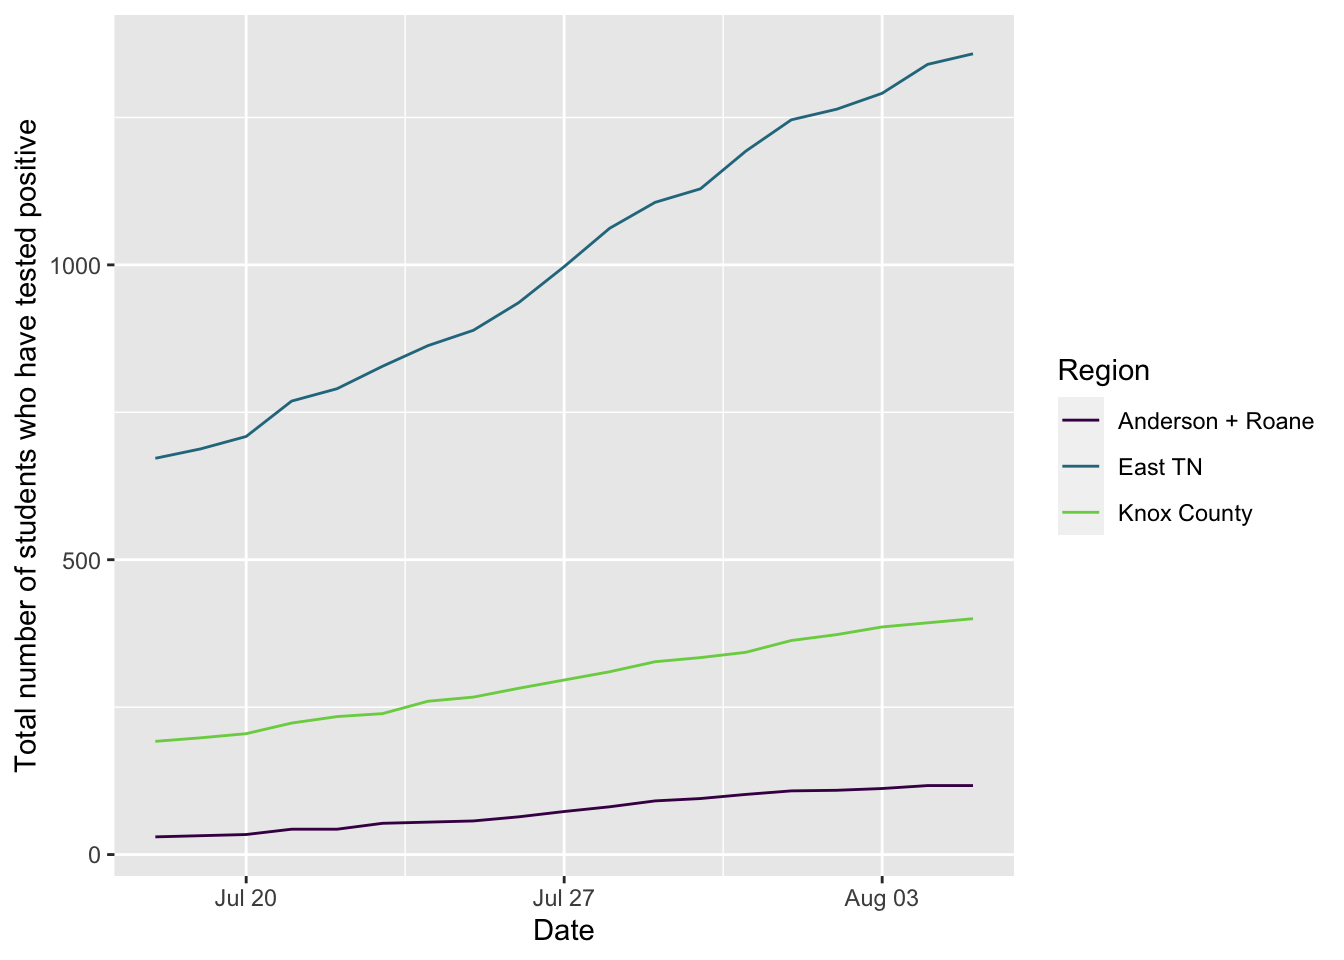 Total number of students who have tested positive
1000
500
0
Jul 20
Jul 27
Aug 03
Date
Region
Anderson + Roane
East TN
Knox County